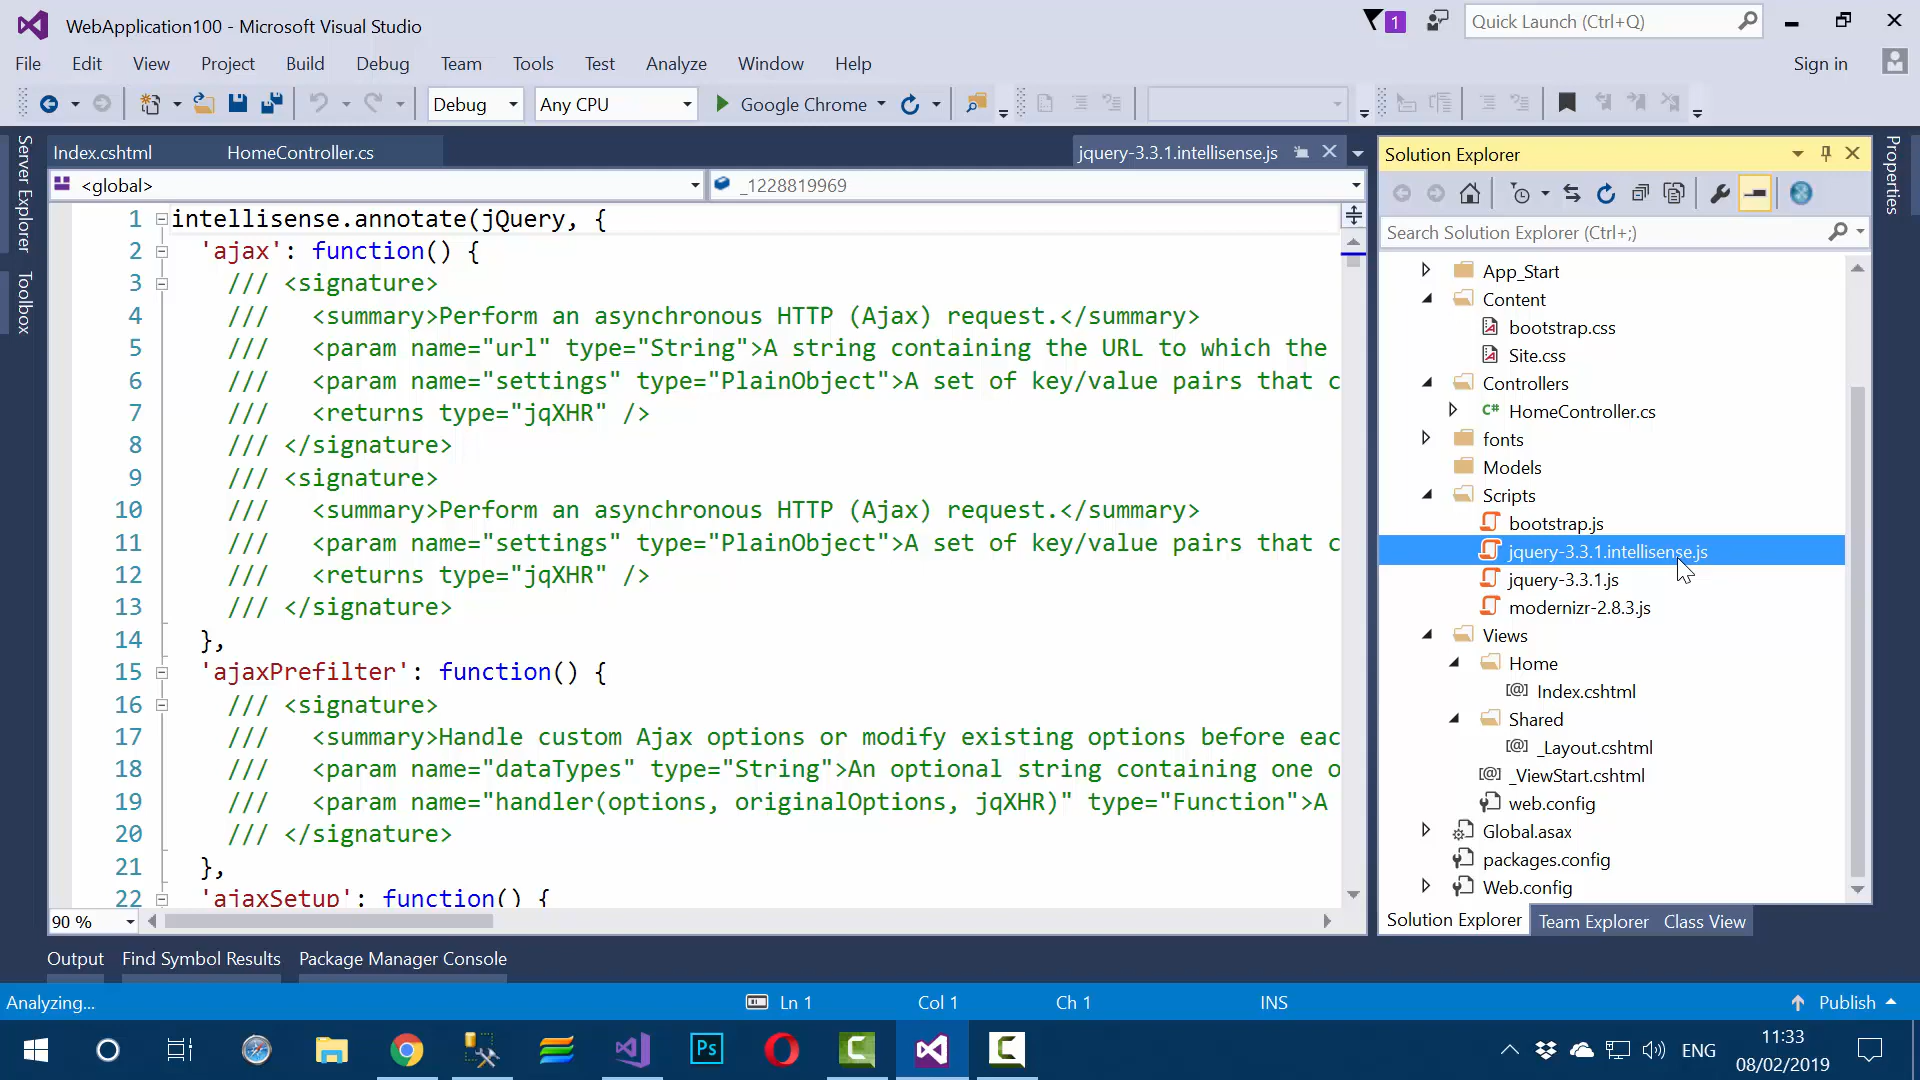 WebApplication100 - Microsoft Visual Studio
1
Quick Launch (Ctrl+Q)
File Edit View Project Build Debug Team Tools Test Analyze Window Help
Sign in
Debug Any CPU Google Chrome
Server Explorer
Toolbox
Index.cshtml HomeController.cs jquery-3.3.1.intellisense.js
<global> _1228819969
1 intellisense.annotate(jQuery, {
2 'ajax': function() {
3 /// <signature>
4 /// <summary>Perform an asynchronous HTTP (Ajax) request.</summary>
5 /// <param name="url" type="String">A string containing the URL to which the
6 /// <param name="settings" type="PlainObject">A set of key/value pairs that c
7 /// <returns type="jqXHR" />
8 /// </signature>
9 /// <signature>
10 /// <summary>Perform an asynchronous HTTP (Ajax) request.</summary>
11 /// <param name="settings" type="PlainObject">A set of key/value pairs that c
12 /// <returns type="jqXHR" />
13 /// </signature>
14 },
15 'ajaxPrefilter': function() {
16 /// <signature>
17 /// <summary>Handle custom Ajax options or modify existing options before eac
18 /// <param name="dataTypes" type="String">An optional string containing one o
19 /// <param name="handler(options, originalOptions, jqXHR)" type="Function">A
20 /// </signature>
21 },
22 'ajaxSetup': function() {
90 %
Solution Explorer
Search Solution Explorer (Ctrl+;)
App_Start
Content
bootstrap.css
Site.css
Controllers
C# HomeController.cs
fonts
Models
Scripts
bootstrap.js
jquery-3.3.1.intellisense.js
jquery-3.3.1.js
modernizr-2.8.3.js
Views
Home
[@] Index.cshtml
Shared
[@] _Layout.cshtml
[@] _ViewStart.cshtml
web.config
Global.asax
packages.config
Web.config
Solution Explorer Team Explorer Class View
Properties
Output Find Symbol Results Package Manager Console
Analyzing... Ln 1 Col 1 Ch 1 INS Publish
Ps
ENG
11:33
08/02/2019